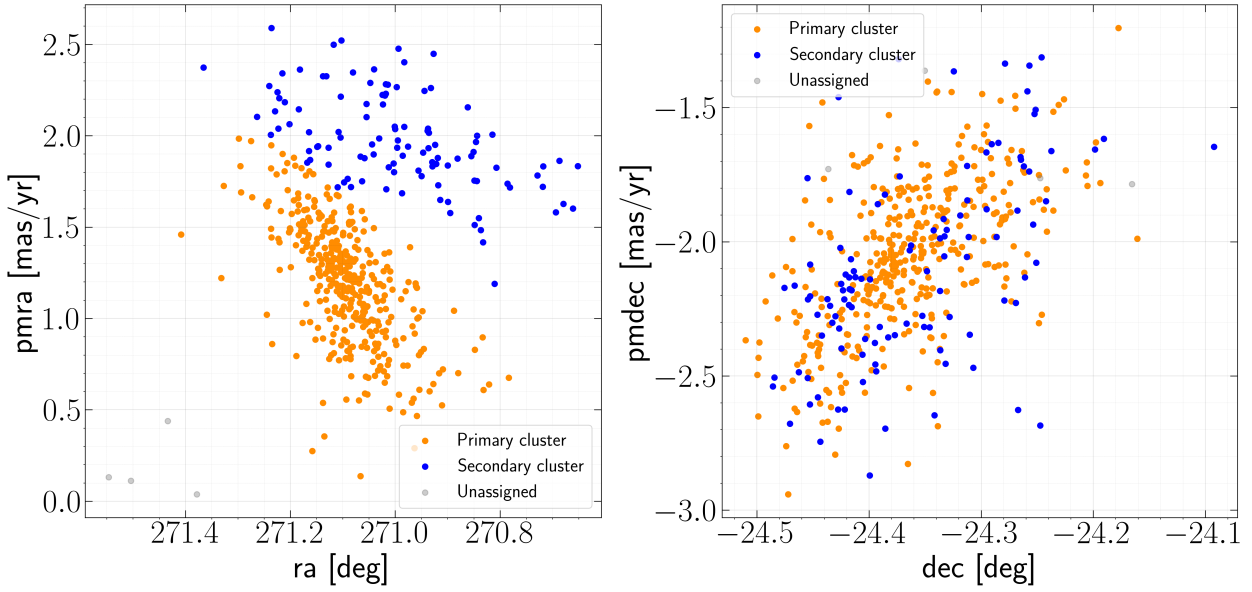 2.5
2.0
1.5
1.0
0.5
0.0
pmra [mas/yr]
271.4 271.2 271.0 270.8
ra [deg]
Primary cluster
Secondary cluster
Unassigned
−1.5
−2.0
−2.5
−3.0
pmdec [mas/yr]
−24.5 −24.4 −24.3 −24.2 −24.1
dec [deg]
Primary cluster
Secondary cluster
Unassigned